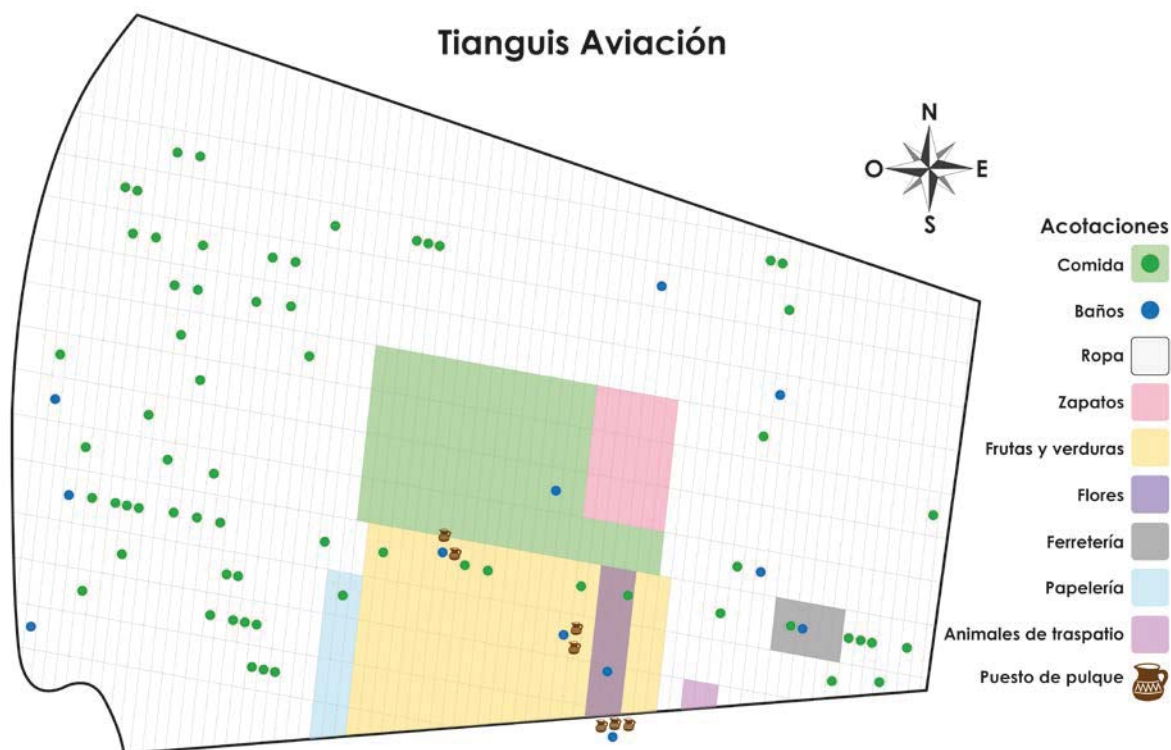 Tianguis Aviación
N
O
E
S
Acotaciones
Comida
Baños
Ropa
Zapatos
Frutas y verduras
Flores
Ferretería
Papelería
Animales de traspatio
Puesto de pulque